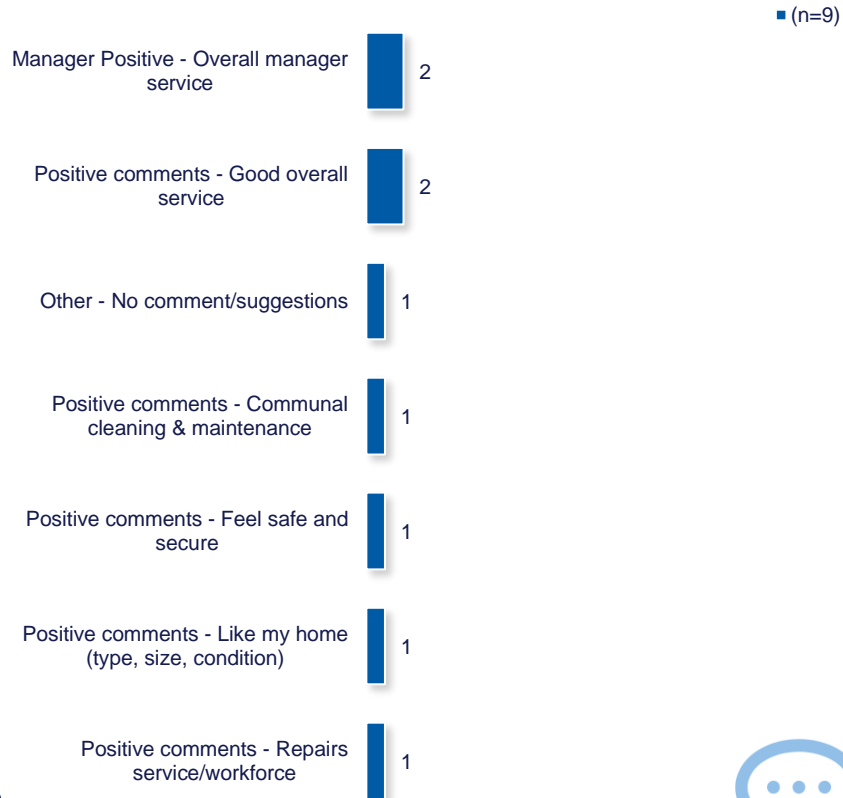 (n=9)
Manager Positive - Overall manager
service
2
Positive comments - Good overall
service
2
Other - No comment/suggestions
1
Positive comments - Communal
cleaning & maintenance
1
Positive comments - Feel safe and
secure
1
Positive comments - Like my home
(type, size, condition)
1
Positive comments - Repairs
service/workforce
1